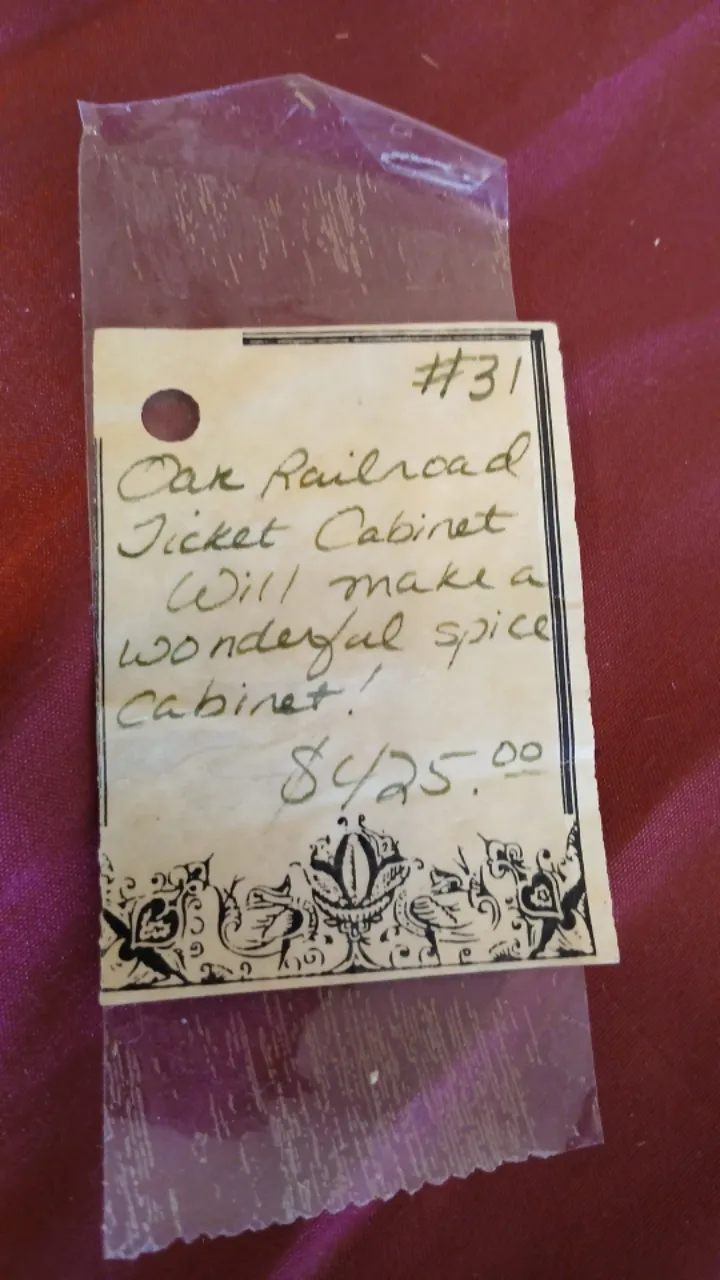 #31
Oak Railroad
Ticket Cabinet
Will make a
wonderful spice
cabinet!
$425.00